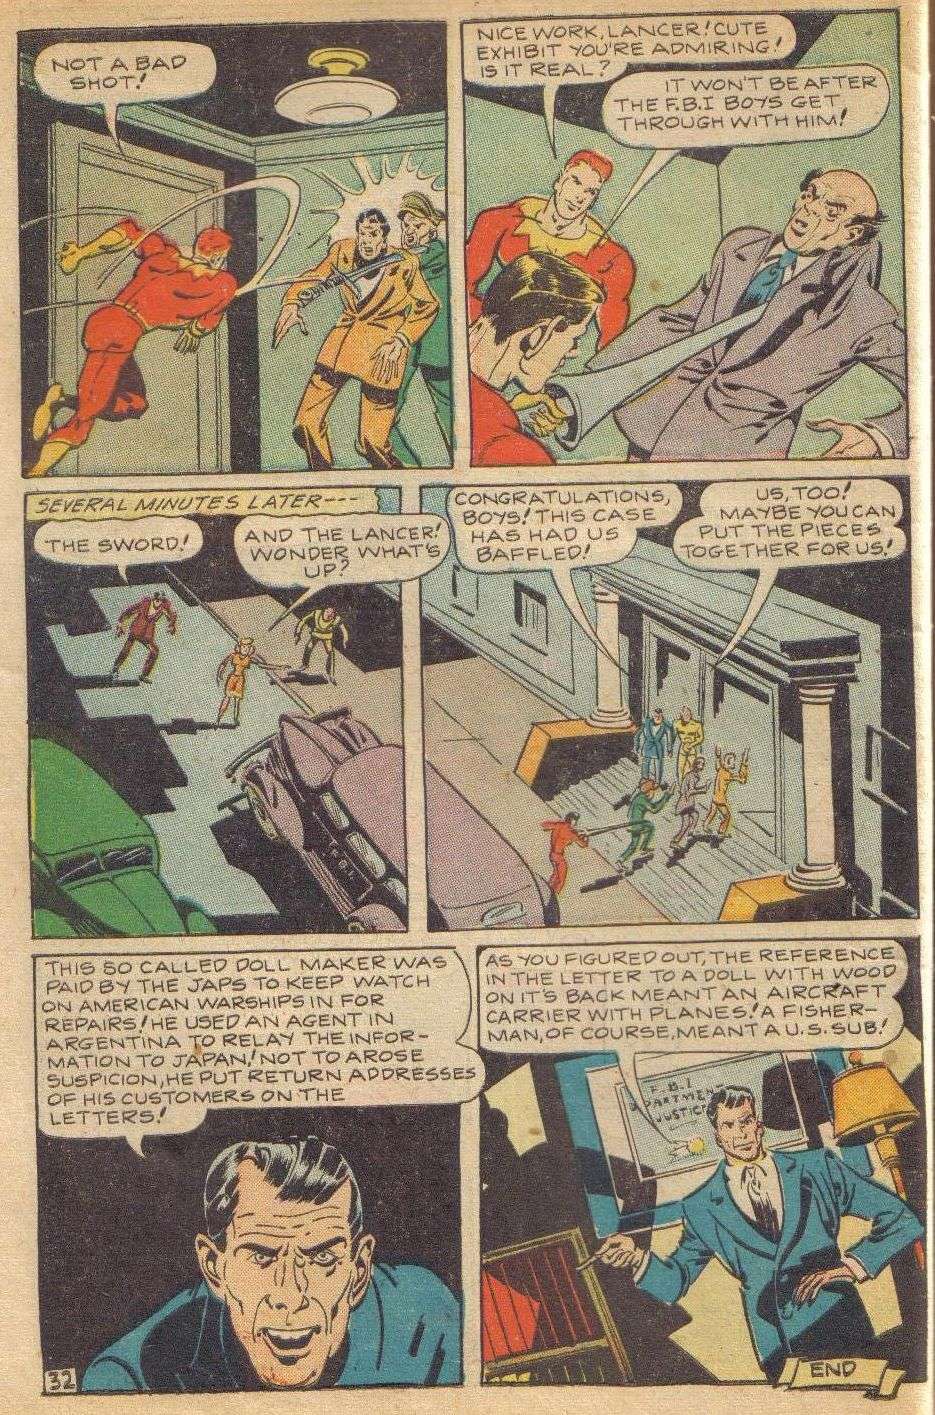 NOT A BAD
SHOT!
NICE WORK, LANCER! CUTE
EXHIBIT YOU'RE ADMIRING!
IS IT REAL?
IT WON'T BE AFTER
THE F.B.I BOYS GET
THROUGH WITH HIM!
SEVERAL MINUTES LATER---
THE SWORD!
AND THE LANCER!
WONDER WHAT'S
UP?
CONGRATULATIONS,
BOYS! THIS CASE
HAS HAD US
BAFFLED!
US, TOO!
MAYBE YOU CAN
PUT THE PIECES
TOGETHER FOR US!
F.B.I.
THIS SO CALLED DOLL MAKER WAS
PAID BY THE JAPS TO KEEP WATCH
ON AMERICAN WARSHIPS IN FOR
REPAIRS! HE USED AN AGENT IN
ARGENTINA TO RELAY THE INFOR-
MATION TO JAPAN! NOT TO AROSE
SUSPICION, HE PUT RETURN ADDRESSES
OF HIS CUSTOMERS ON THE
LETTERS!
32
AS YOU FIGURED OUT, THE REFERENCE
IN THE LETTER TO A DOLL WITH WOOD
ON IT'S BACK MEANT AN AIRCRAFT
CARRIER WITH PLANES! A FISHER-
MAN, OF COURSE, MEANT A U.S. SUB!
F.B.I
PARTMENT
JUSTIC
END